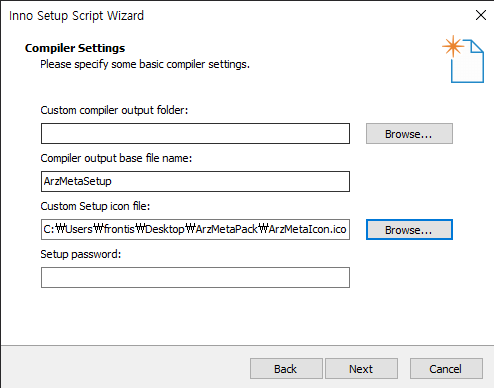 Inno Setup Script Wizard
Compiler Settings
Please specify some basic compiler settings.
Custom compiler output folder:
Browse...
Compiler output base file name:
ArzMetaSetup
Custom Setup icon file:
C:₩Users₩frontis₩Desktop₩ArzMetaPack₩ArzMetaIcon.ico
Browse...
Setup password:
Back
Next
Cancel